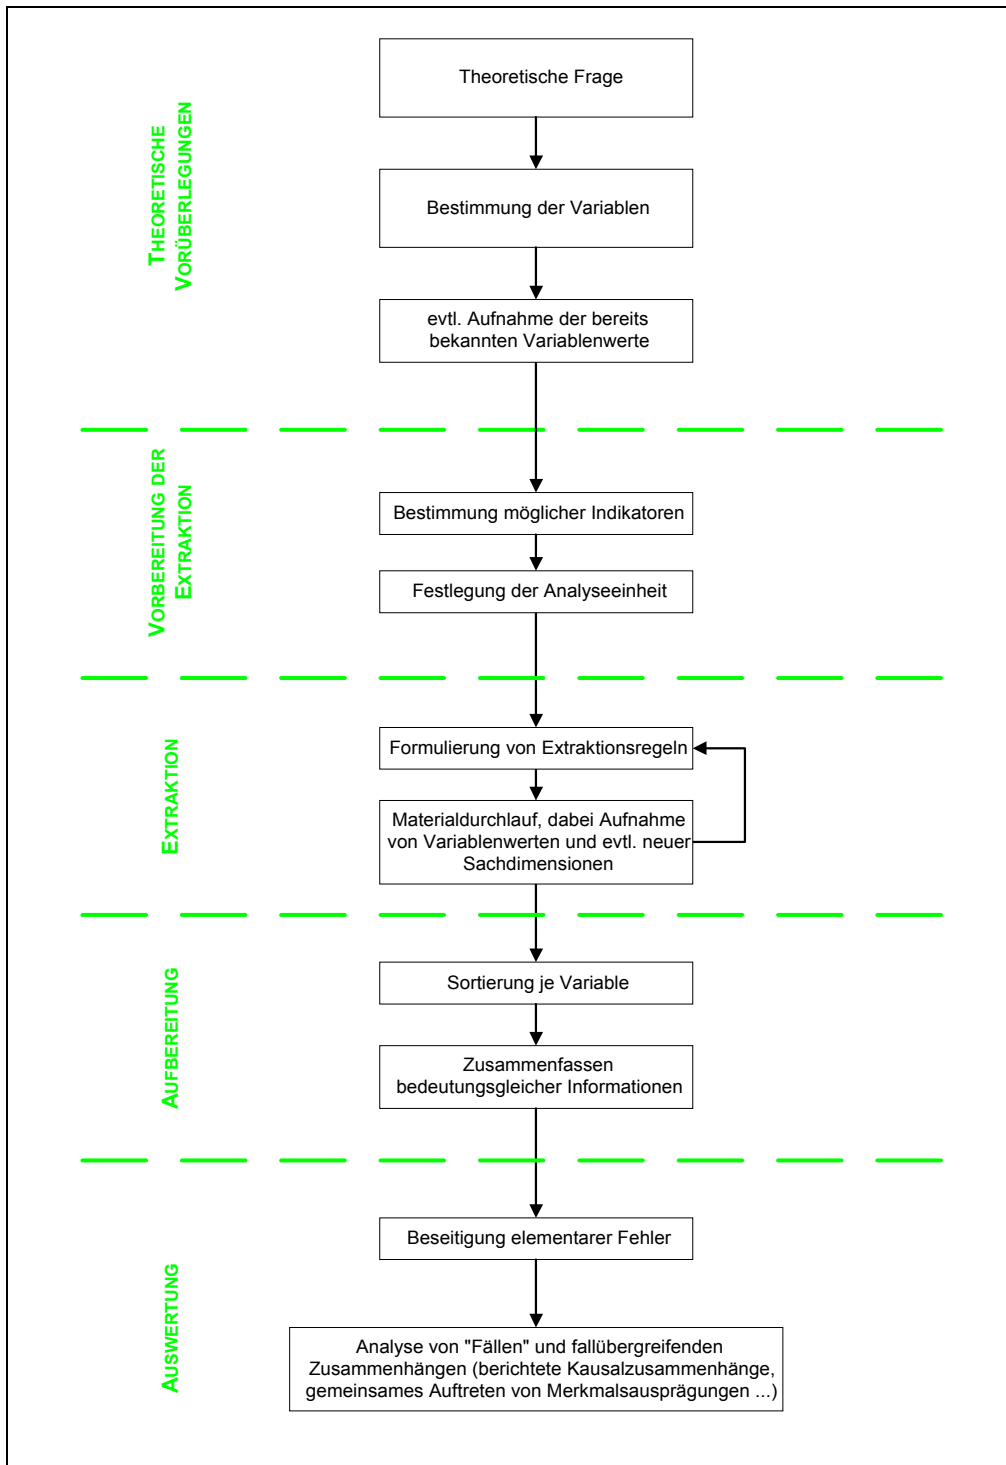 THEORETISCHE
VORÜBERLEGUNGEN
Theoretische Frage
Bestimmung der Variablen
evtl. Aufnahme der bereits
bekannten Variablenwerte
VORBEREITUNG DER
EXTRAKTION
Bestimmung möglicher Indikatoren
Festlegung der Analyseeinheit
EXTRAKTION
Formulierung von Extraktionsregeln
Materialdurchlauf, dabei Aufnahme
von Variablenwerten und evtl. neuer
Sachdimensionen
AUFBEREITUNG
Sortierung je Variable
Zusammenfassen
bedeutungsgleicher Informationen
AUSWERTUNG
Beseitigung elementarer Fehler
Analyse von "Fällen" und fallübergreifenden
Zusammenhängen (berichtete Kausalzusammenhänge,
gemeinsames Auftreten von Merkmalsausprägungen ...)